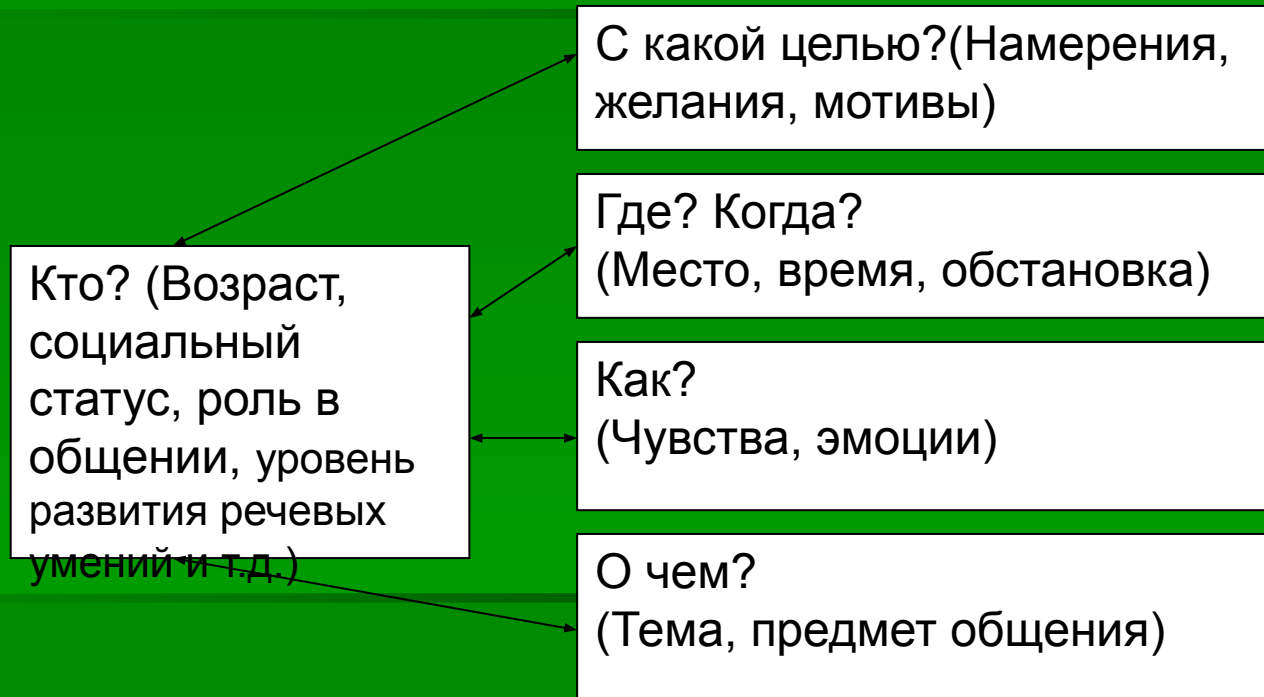 С какой целью?(Намерения,
желания, мотивы)
Где? Когда?
(Место, время, обстановка)
Кто? (Возраст,
социальный
статус, роль в
общении, уровень
развития речевых
умений и т.д.)
Как?
(Чувства, эмоции)
О чем?
(Тема, предмет общения)